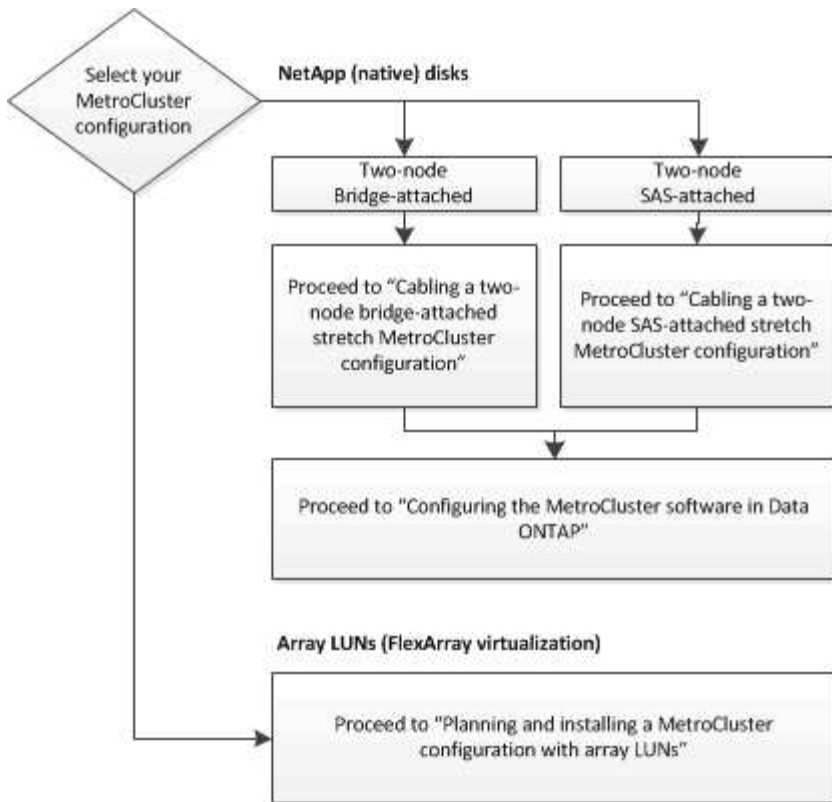 Select your
MetroCluster
configuration
NetApp (native) disks
Two-node
Bridge-attached
Two-node
SAS-attached
Proceed to “Cabling a two-
node bridge-attached
stretch MetroCluster
configuration”
Proceed to “Cabling a two-
node SAS-attached stretch
MetroCluster configuration”
Proceed to "Configuring the MetroCluster software in Data
ONTAP”
Array LUNs (FlexArray virtualization)
Proceed to "Planning and installing a MetroCluster
configuration with array LUNs”